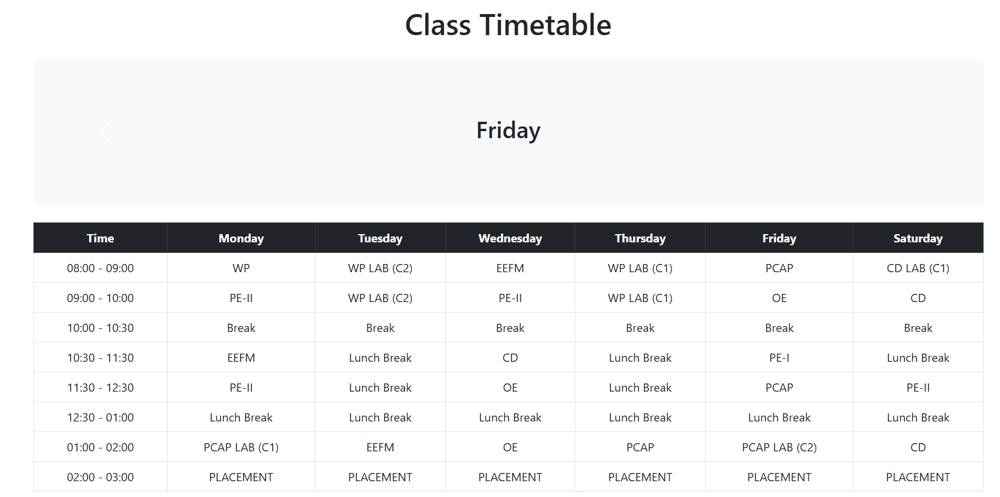 Class Timetable
Friday
Time Monday Tuesday Wednesday Thursday Friday Saturday
08:00 - 09:00 WP WP LAB (C2) EEFM WP LAB (C1) PCAP CD LAB (C1)
09:00 - 10:00 PE-II WP LAB (C2) PE-II WP LAB (C1) OE CD
10:00 - 10:30 Break Break Break Break Break Break
10:30 - 11:30 EEFM Lunch Break CD Lunch Break PE-I Lunch Break
11:30 - 12:30 PE-II Lunch Break OE Lunch Break PCAP PE-II
12:30 - 01:00 Lunch Break Lunch Break Lunch Break Lunch Break Lunch Break Lunch Break
01:00 - 02:00 PCAP LAB (C1) EEFM OE PCAP PCAP LAB (C2) CD
02:00 - 03:00 PLACEMENT PLACEMENT PLACEMENT PLACEMENT PLACEMENT PLACEMENT